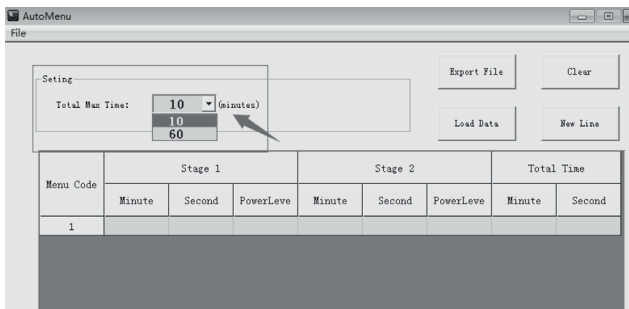 AutoMenu
File
Seting
Total Max Time: 10 (minutes)
10
60
Export File
Clear
Load Data
New Line
Menu Code
Stage 1
Stage 2
Total Time
Minute Second PowerLeve Minute Second PowerLeve Minute Second
1